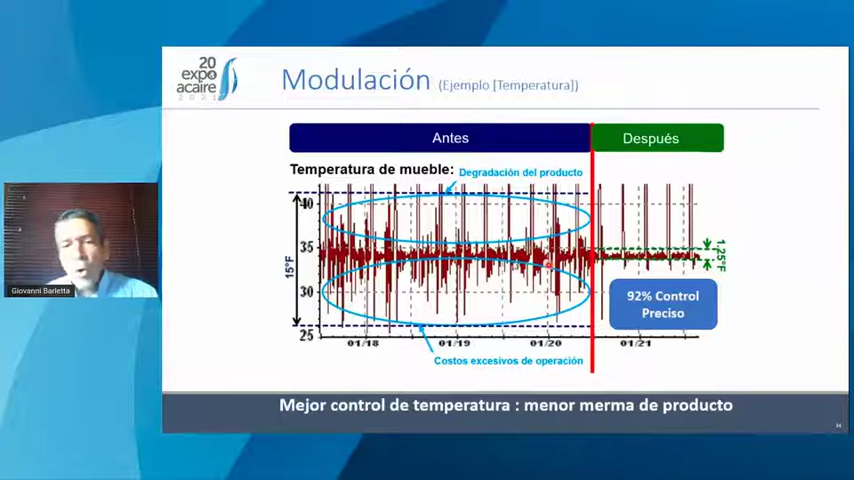 20
expo
acaire
2021
Modulación (Ejemplo [Temperatura])
Antes
Después
Temperatura de mueble:
Degradación del producto
40
35
30
25
15°F
1.25°F
92% Control
Preciso
01/18
01/19
01/20
01/21
Costos excesivos de operación
Mejor control de temperatura : menor merma de producto
Giovanni Barletta